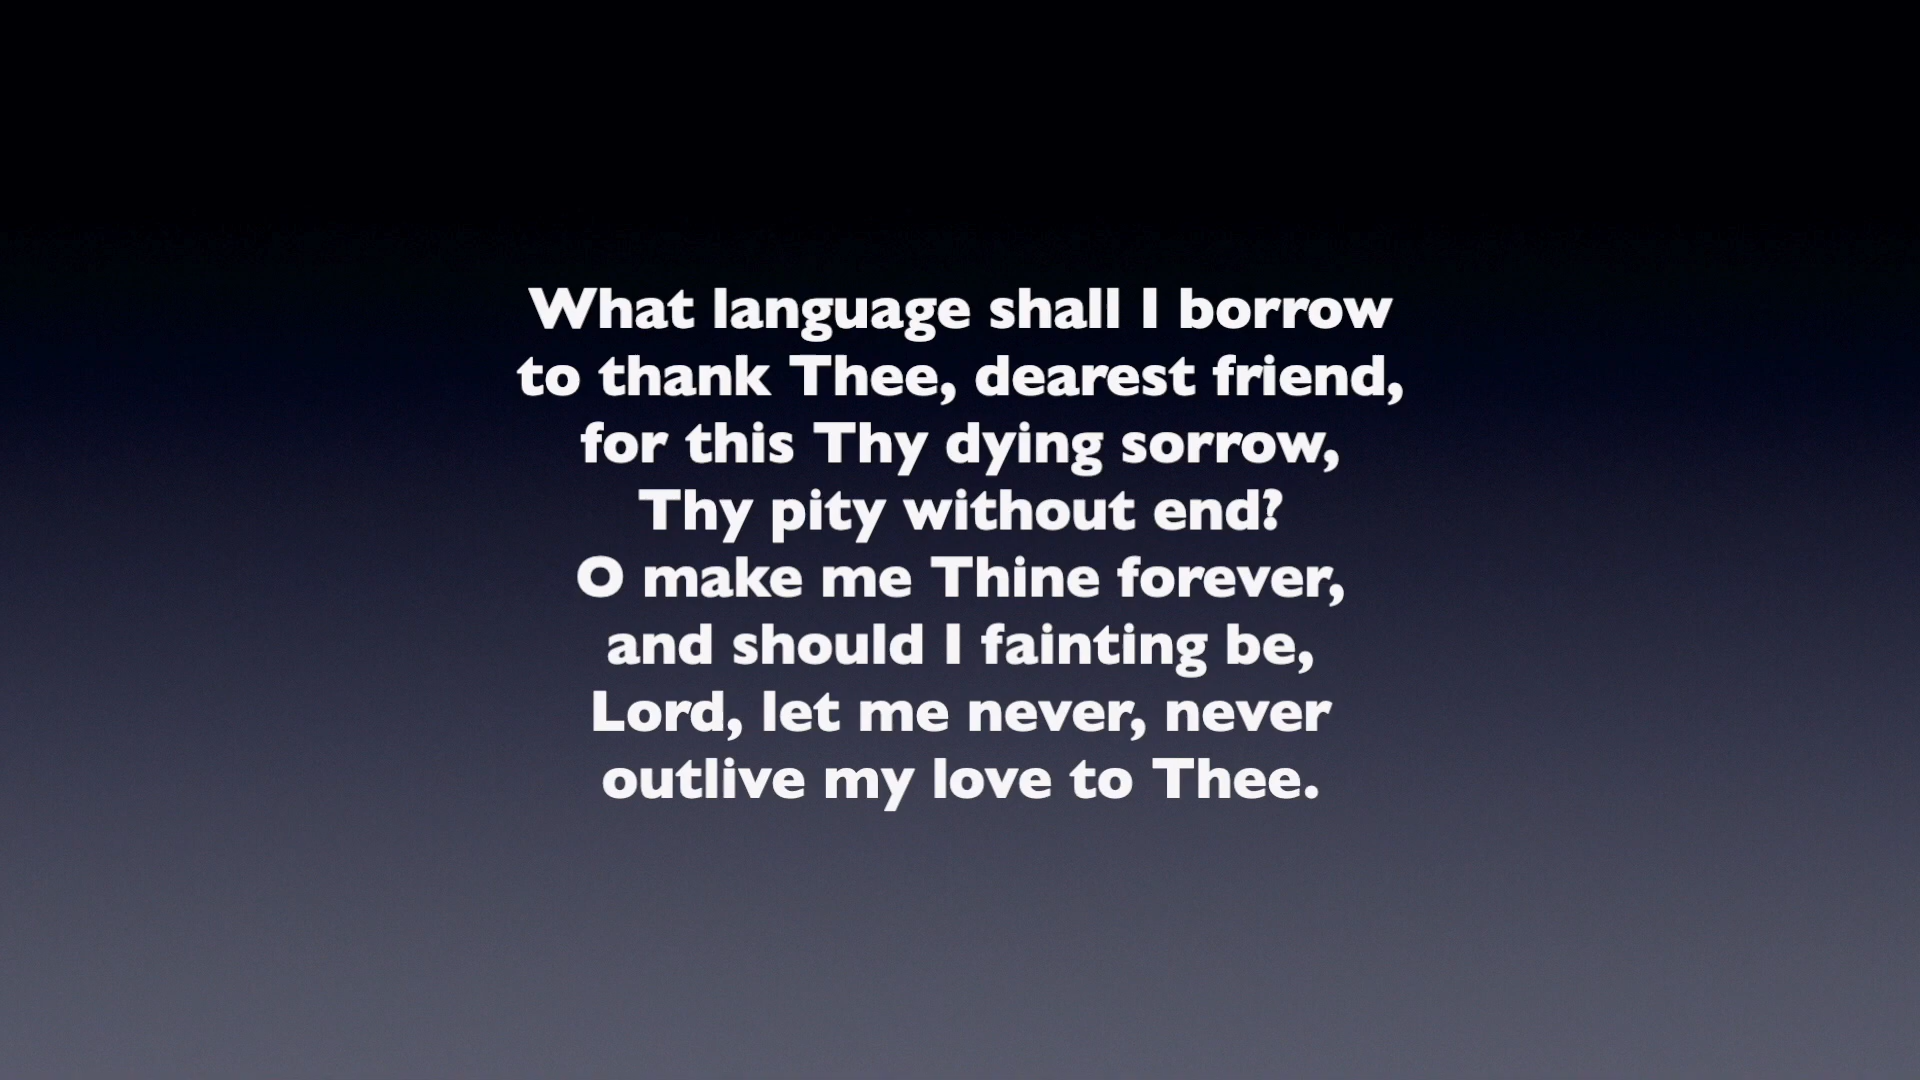 What language shall I borrow
to thank Thee, dearest friend,
for this Thy dying sorrow,
Thy pity without end?
O make me Thine forever,
and should I fainting be,
Lord, let me never, never
outlive my love to Thee.